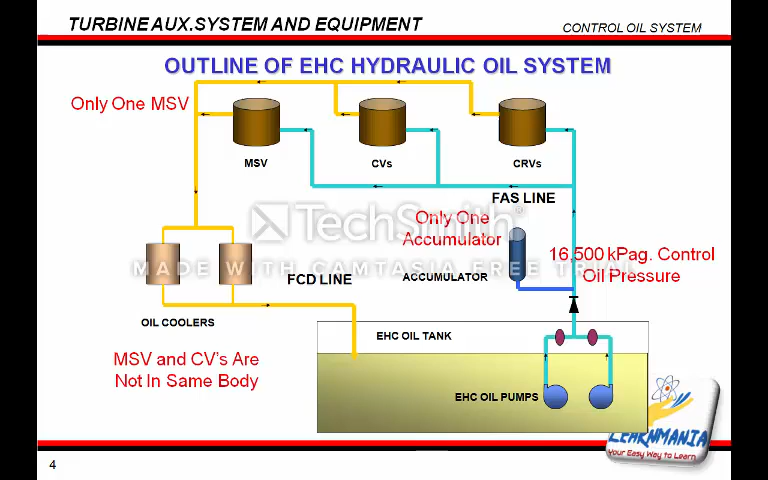 TURBINE AUX.SYSTEM AND EQUIPMENT
CONTROL OIL SYSTEM
OUTLINE OF EHC HYDRAULIC OIL SYSTEM
Only One MSV
MSV
CVs
CRVs
FAS LINE
TechSmith®
MADE WITH CAMTASIA FREE TRIAL
Only One
Accumulator
16,500 kPag. Control
Oil Pressure
FCD LINE
ACCUMULATOR
OIL COOLERS
EHC OIL TANK
MSV and CV's Are
Not In Same Body
EHC OIL PUMPS
LEARNMANIA
Your Easy Way to Learn
4